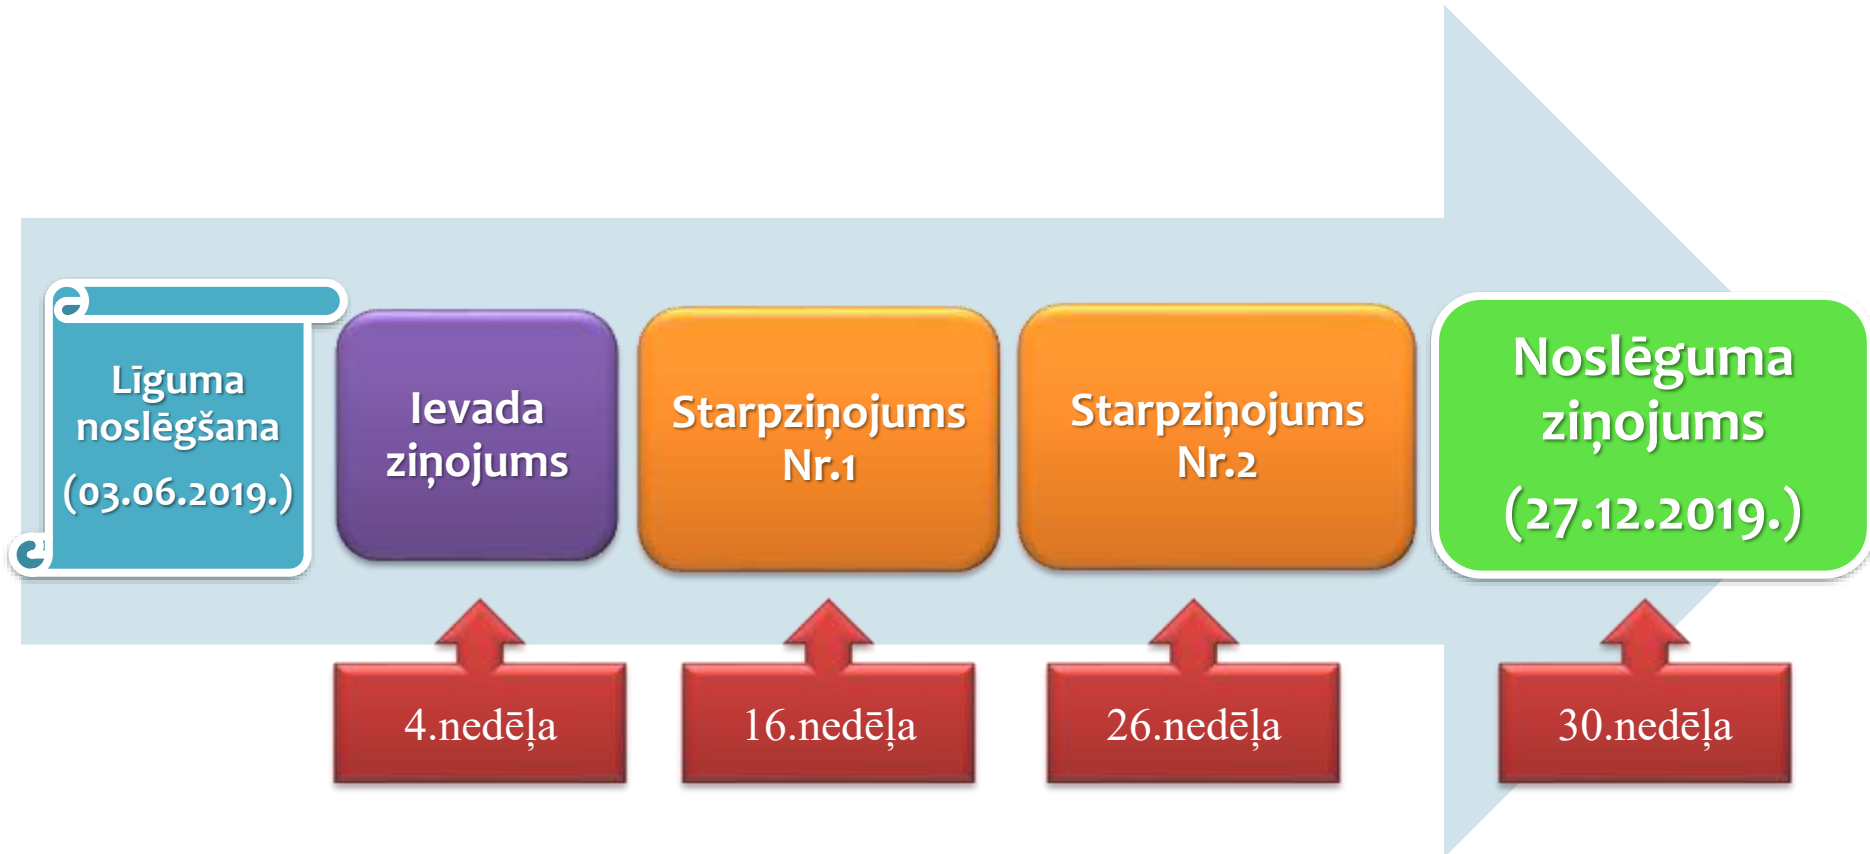 Līguma
noslēgšana
(03.06.2019.)
Ievada
ziņojums
Starpziņojums
Nr.1
Starpziņojums
Nr.2
Noslēguma
ziņojums
(27.12.2019.)
4.nedēļa
16.nedēļa
26.nedēļa
30.nedēļa